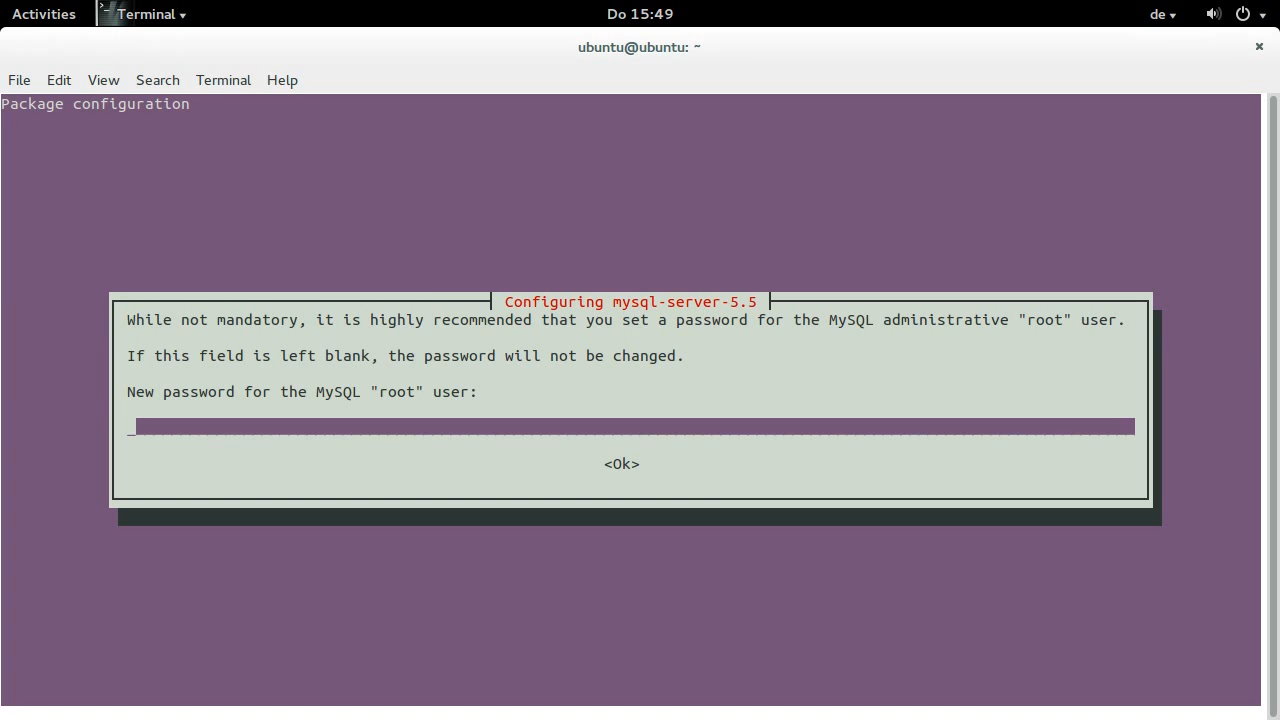 Activities Terminal Do 15:49 de
ubuntu@ubuntu: ~
File Edit View Search Terminal Help
Package configuration
Configuring mysql-server-5.5
While not mandatory, it is highly recommended that you set a password for the MySQL administrative "root" user.
If this field is left blank, the password will not be changed.
New password for the MySQL "root" user:
<Ok>